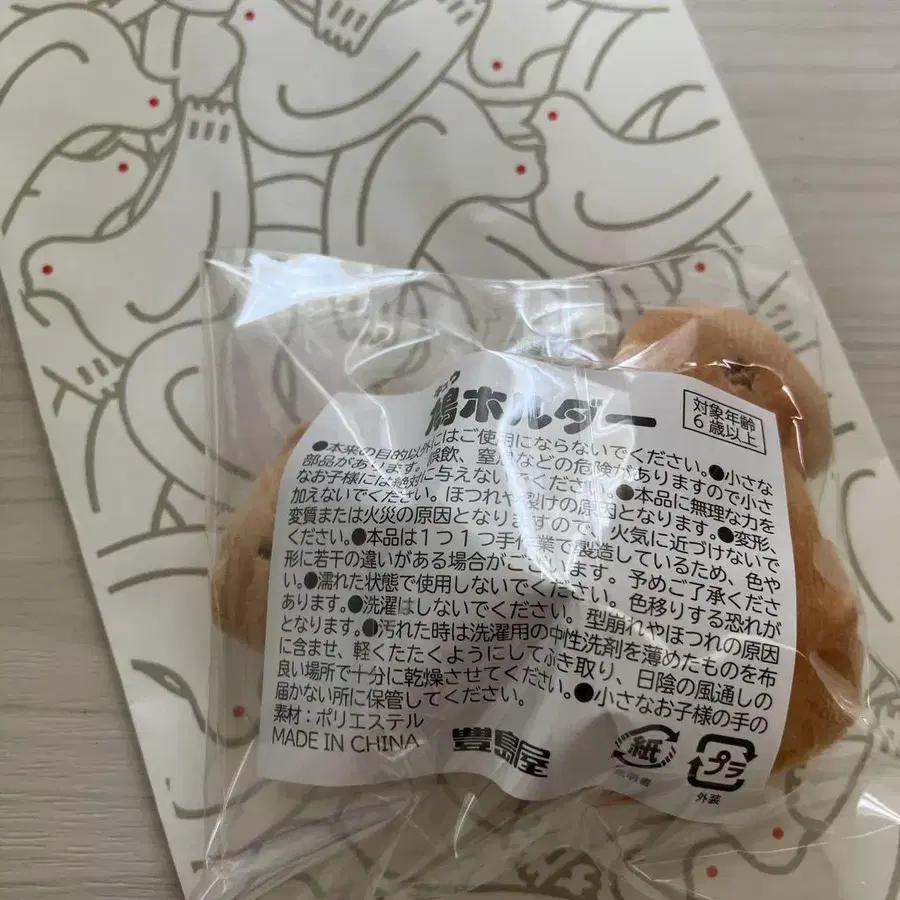 キュウ
鳩ホルダー
対象年齢
6歳以上
●本来の目的以外にはご使用にならないでください。●小さな
部品があります。誤飲、窒息などの危険がありますので小さ
なお子様には絶対に与えないでください。●本品に無理な力を
加えないでください。ほつれや裂けの原因となります。●変形、
変質または火災の原因となりますので、火気に近づけないで
ください。●本品は1つ1つ手作業で製造しているため、色や
形に若干の違いがある場合がございます。予めご了承くださ
い。●濡れた状態で使用しないでください。色移りする恐れが
あります。●洗濯はしないでください。型崩れやほつれの原因
となります。●汚れた時は洗濯用の中性洗剤を薄めたものを布
に含ませ、軽くたたくようにしてふき取り、日陰の風通しの
良い場所で十分に乾燥させてください。●小さなお子様の手の
届かない所に保管してください。
素材：ポリエステル
MADE IN CHINA
豊島屋
紙
説明書
プラ
外装